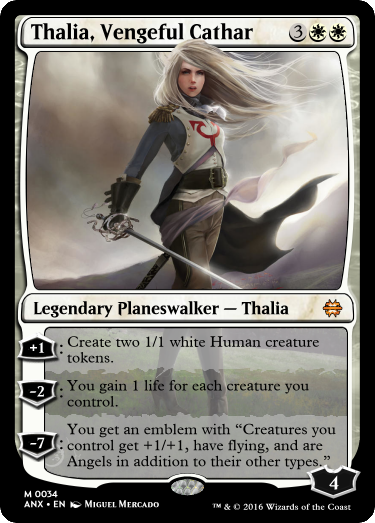 Thalia, Vengeful Cathar 3
Legendary Planeswalker — Thalia
+1: Create two 1/1 white Human creature
tokens.
-2: You gain 1 life for each creature you
control.
-7: You get an emblem with “Creatures you
control get +1/+1, have flying, and are
Angels in addition to their other types.”
4
M 0034
ANX • EN Miguel Mercado
™ & © 2016 Wizards of the Coast